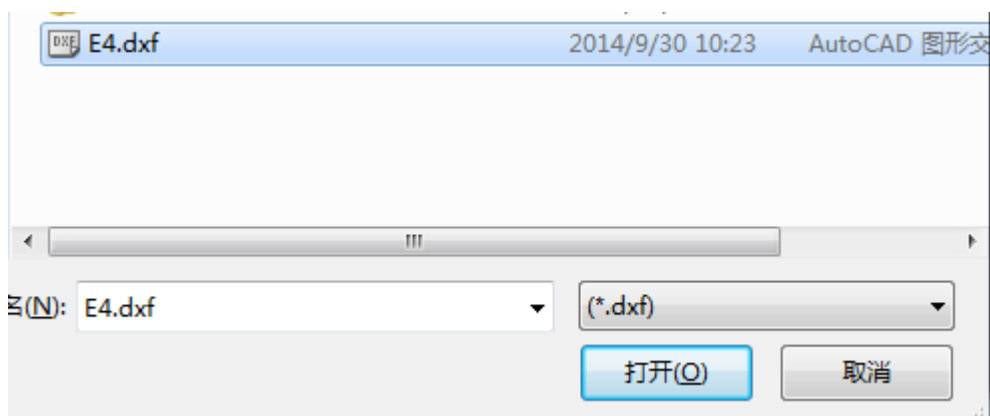 DXF E4.dxf 2014/9/30 10:23 AutoCAD 图形交
名(N): E4.dxf (*.dxf)
打开(O) 取消